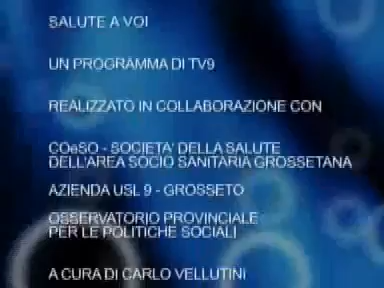 SALUTE A VOI
UN PROGRAMMA DI TV9
REALIZZATO IN COLLABORAZIONE CON
COeSO - SOCIETA' DELLA SALUTE
DELL'AREA SOCIO SANITARIA GROSSETANA
AZIENDA USL 9 - GROSSETO
OSSERVATORIO PROVINCIALE
PER LE POLITICHE SOCIALI
A CURA DI CARLO VELLUTINI